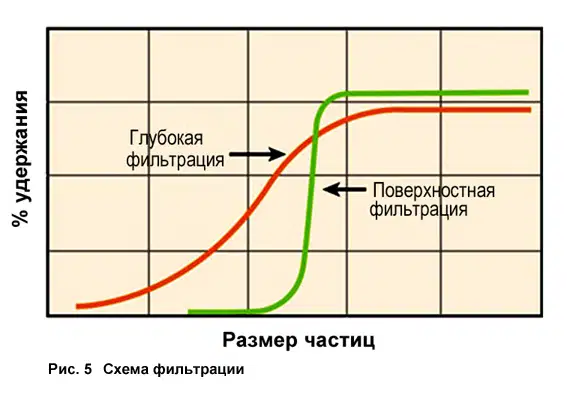 % удержания
Глубокая
фильтрация
Поверхностная
фильтрация
Размер частиц
Рис. 5 Схема фильтрации